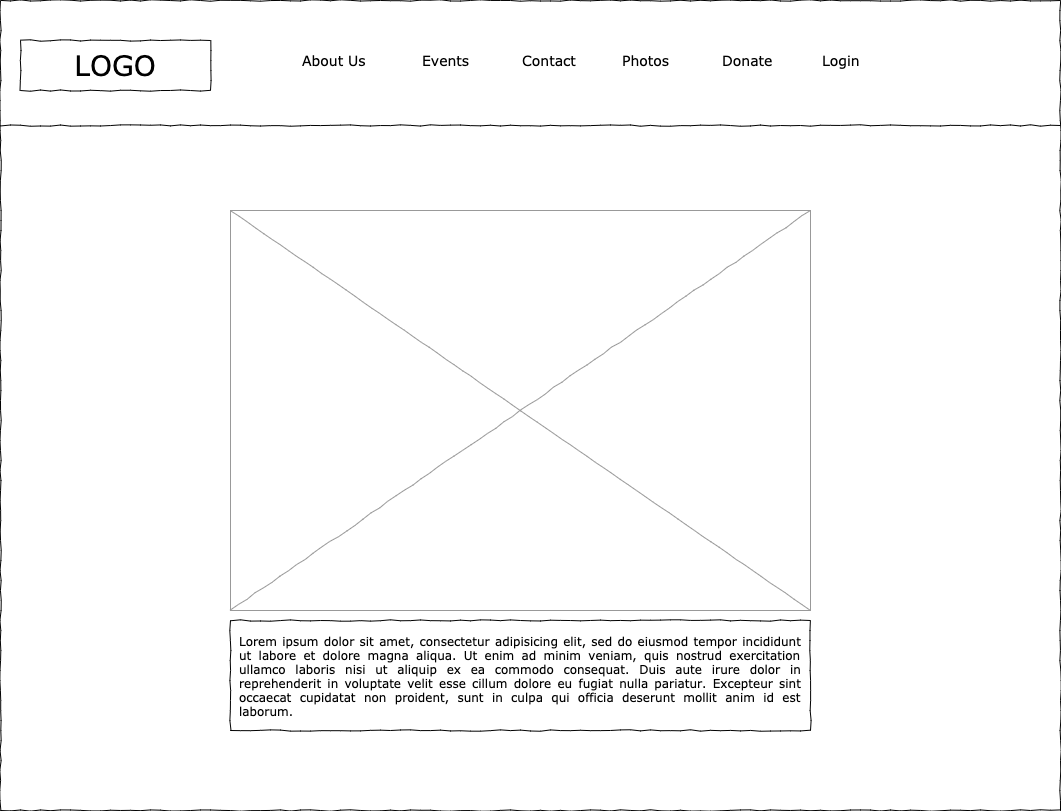 LOGO
About Us Events Contact Photos Donate Login
Lorem ipsum dolor sit amet, consectetur adipisicing elit, sed do eiusmod tempor incididunt
ut labore et dolore magna aliqua. Ut enim ad minim veniam, quis nostrud exercitation
ullamco laboris nisi ut aliquip ex ea commodo consequat. Duis aute irure dolor in
reprehenderit in voluptate velit esse cillum dolore eu fugiat nulla pariatur. Excepteur sint
occaecat cupidatat non proident, sunt in culpa qui officia deserunt mollit anim id est
laborum.